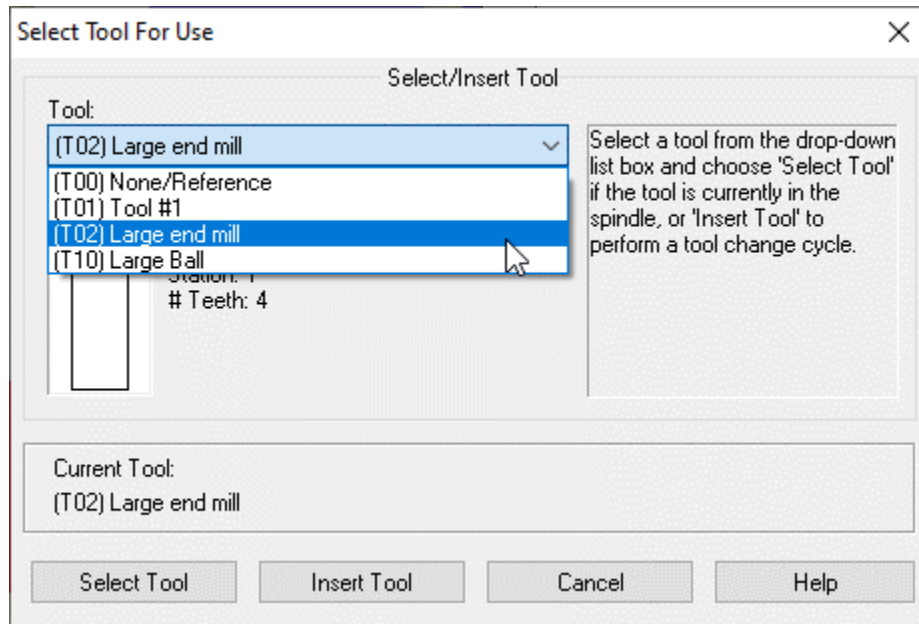 Select Tool For Use
Select/Insert Tool
Tool:
(T02) Large end mill
(T00) None/Reference
(T01) Tool #1
(T02) Large end mill
(T10) Large Ball
Station: 1
# Teeth: 4
Select a tool from the drop-down
list box and choose 'Select Tool'
if the tool is currently in the
spindle, or 'Insert Tool' to
perform a tool change cycle.
Current Tool:
(T02) Large end mill
Select Tool
Insert Tool
Cancel
Help